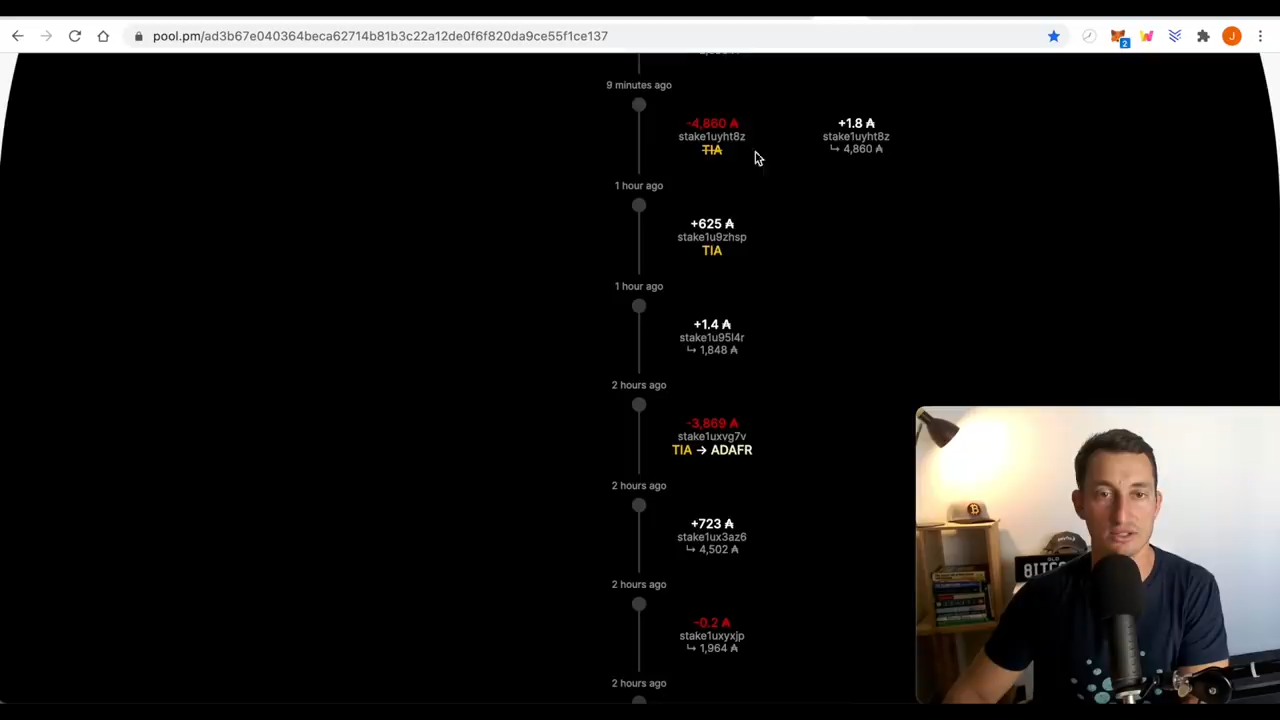 pool.pm/ad3b67e040364beca62714b81b3c22a12de0f6f820da9ce55f1ce137
2
J
9 minutes ago
-4,860 ₳
stake1uyht8z
TIA
+1.8 ₳
stake1uyht8z
↳ 4,860 ₳
1 hour ago
+625 ₳
stake1u9zhsp
TIA
1 hour ago
+1.4 ₳
stake1u95l4r
↳ 1,848 ₳
2 hours ago
-3,869 ₳
stake1uxvg7v
TIA → ADAFR
2 hours ago
+723 ₳
stake1ux3az6
↳ 4,502 ₳
2 hours ago
-0.2 ₳
stake1uxyxjp
↳ 1,964 ₳
2 hours ago